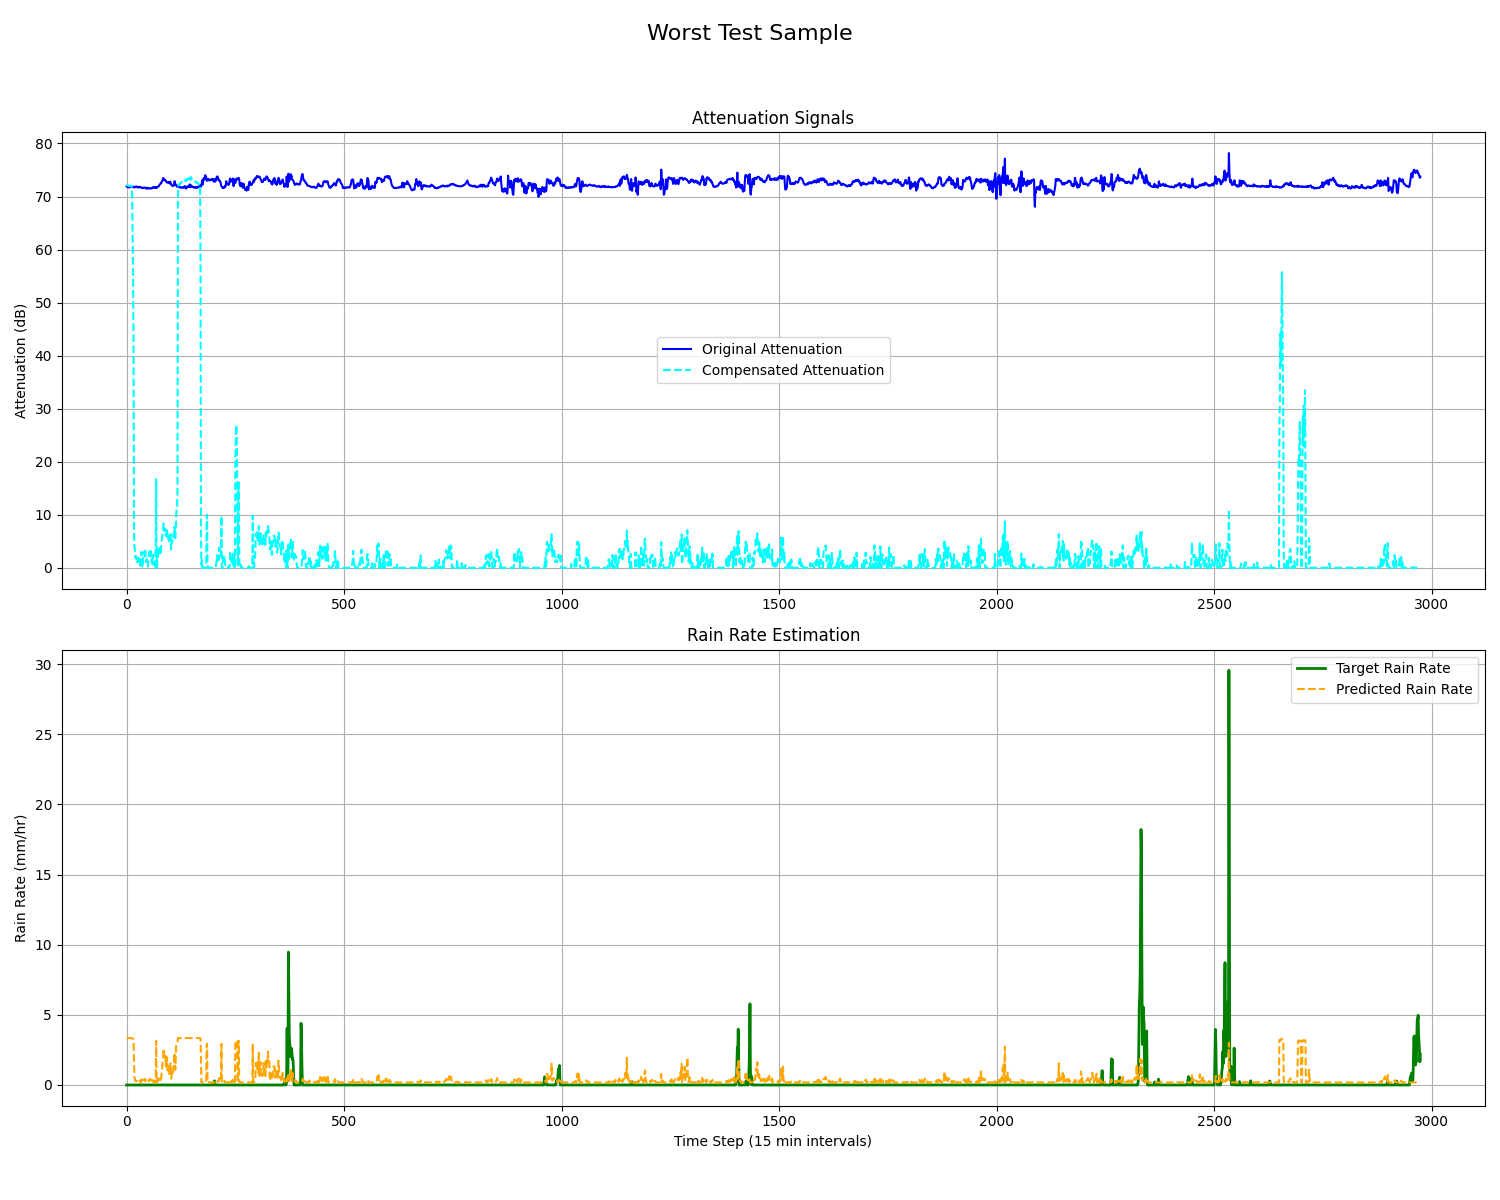 Worst Test Sample
Attenuation Signals
Attenuation (dB)
80
70
60
50
40
30
20
10
0
Original Attenuation
Compensated Attenuation
0 500 1000 1500 2000 2500 3000
Rain Rate Estimation
Rain Rate (mm/hr)
30
25
20
15
10
5
0
Target Rain Rate
Predicted Rain Rate
0 500 1000 1500 2000 2500 3000
Time Step (15 min intervals)